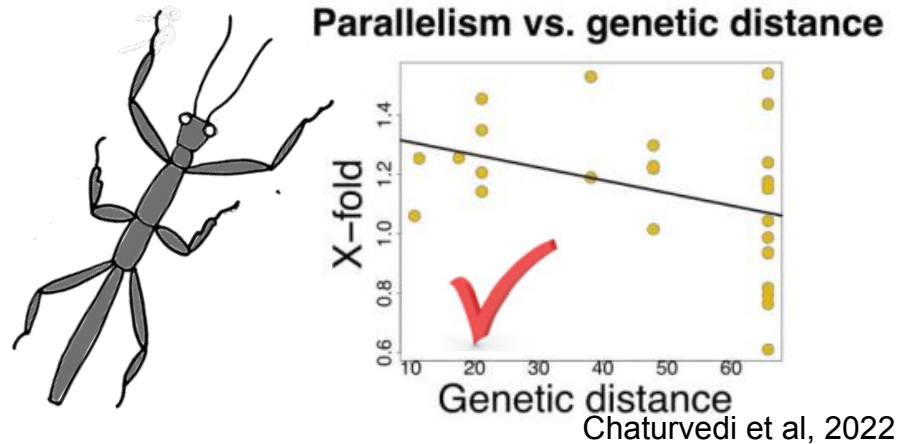 Parallelism vs. genetic distance
X-fold
1.4
1.2
1.0
0.8
0.6
10 20 30 40 50 60
Genetic distance
Chaturvedi et al, 2022